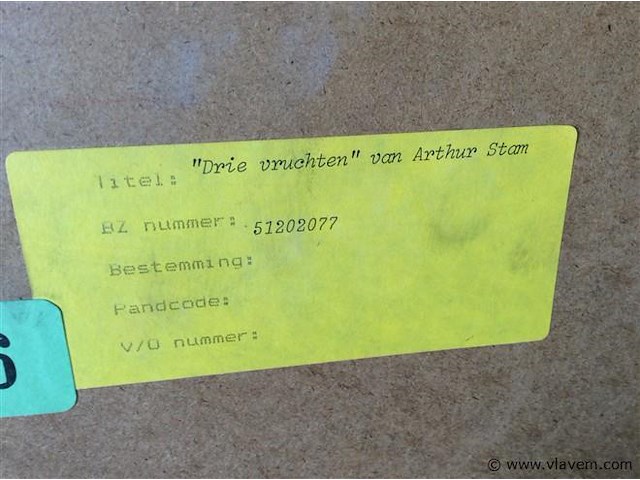 Titel: "Drie vruchten" van Arthur Stam
BZ nummer: 51202077
Bestemming:
Pandcode:
V/O nummer:
6
© www.vlavem.com